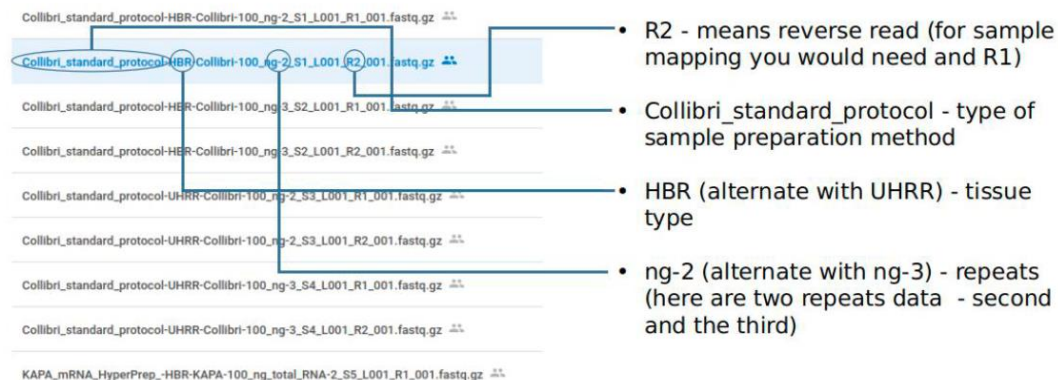 Collibri_standard_protocol-HBR-Collibri-100_ng-2_S1_L001_R1_001.fastq.gz
Collibri_standard_protocol-HBR-Collibri-100_ng-2_S1_L001_R2_001.fastq.gz
Collibri_standard_protocol-HBR-Collibri-100_ng-3_S2_L001_R1_001.fastq.gz
Collibri_standard_protocol-HBR-Collibri-100_ng-3_S2_L001_R2_001.fastq.gz
Collibri_standard_protocol-UHRR-Collibri-100_ng-2_S3_L001_R1_001.fastq.gz
Collibri_standard_protocol-UHRR-Collibri-100_ng-2_S3_L001_R2_001.fastq.gz
Collibri_standard_protocol-UHRR-Collibri-100_ng-3_S4_L001_R1_001.fastq.gz
Collibri_standard_protocol-UHRR-Collibri-100_ng-3_S4_L001_R2_001.fastq.gz
KAPA_mRNA_HyperPrep_-HBR-KAPA-100_ng_total_RNA-2_S5_L001_R1_001.fastq.gz
• R2 - means reverse read (for sample
mapping you would need and R1)
• Collibri_standard_protocol - type of
sample preparation method
• HBR (alternate with UHRR) - tissue
type
• ng-2 (alternate with ng-3) - repeats
(here are two repeats data - second
and the third)